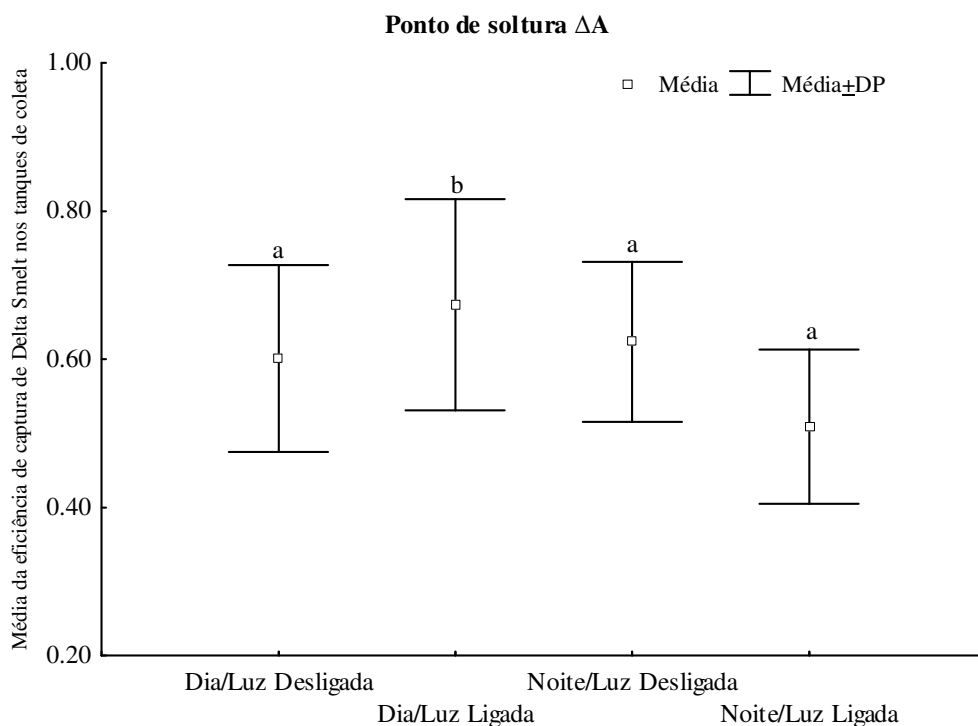 Ponto de soltura ΔA
Média da eficiência de captura de Delta Smelt nos tanques de coleta
1.00
0.80
0.60
0.40
0.20
Média
Média±DP
a
b
a
a
Dia/Luz Desligada
Dia/Luz Ligada
Noite/Luz Desligada
Noite/Luz Ligada